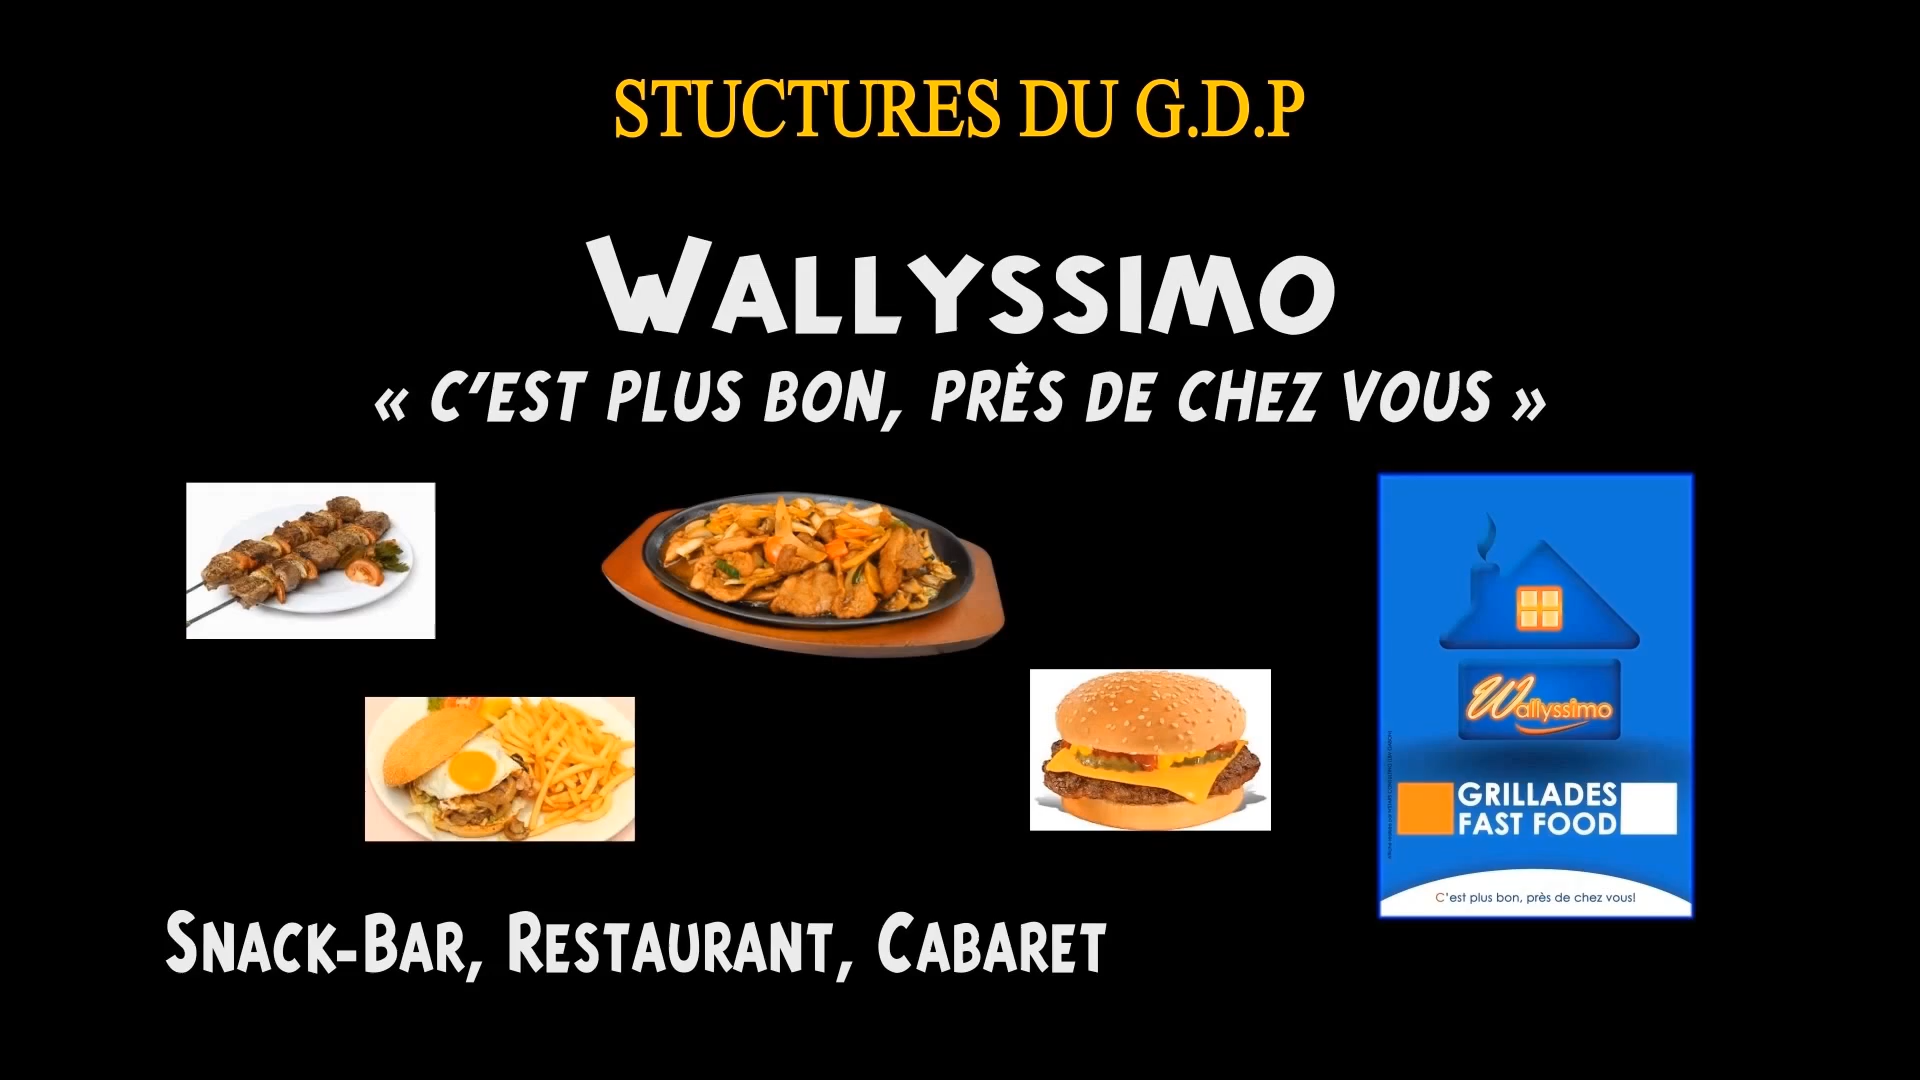 STUCTURES DU G.D.P
WALLYSSIMO
« C'EST PLUS BON, PRÈS DE CHEZ VOUS »
Wallyssimo
GRILLADES
FAST FOOD
C'est plus bon, près de chez vous!
SNACK-BAR, RESTAURANT, CABARET